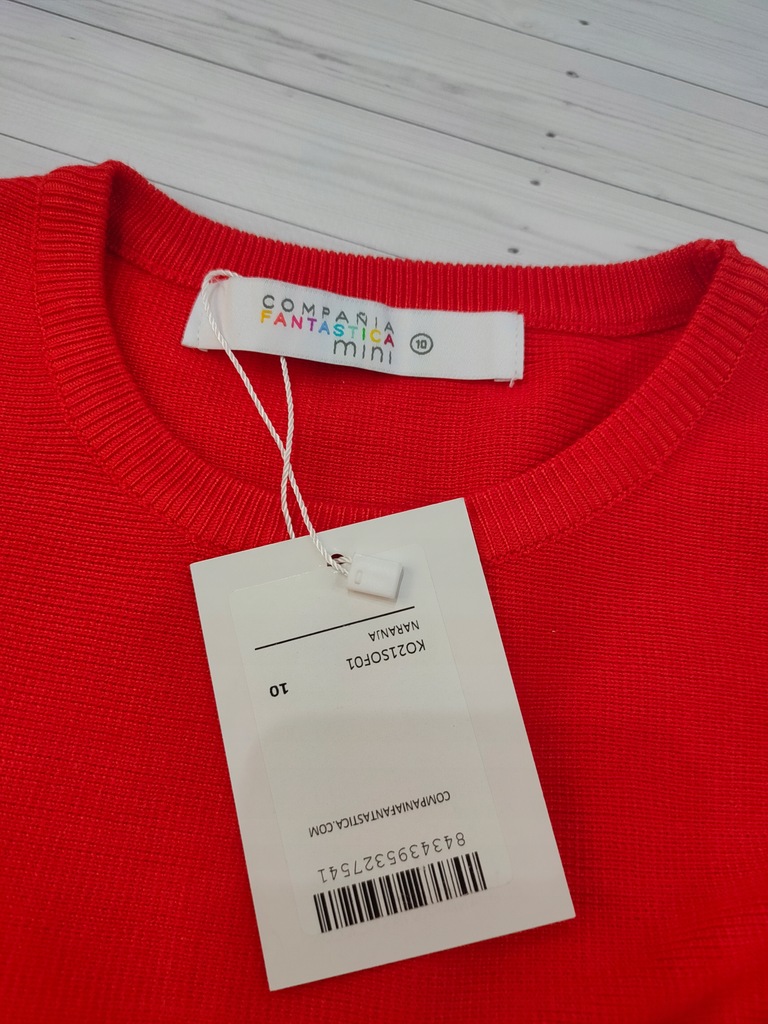 COMPAÑIA
FANTASTICA
mini 10
8434395327541
COMPANIAFANTASTICA.COM
KO21SOF01 10
NARANJA